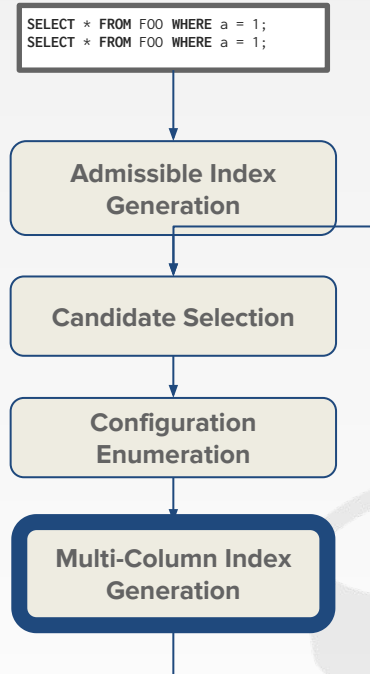 SELECT * FROM FOO WHERE a = 1;
SELECT * FROM FOO WHERE a = 1;
Admissible Index
Generation
Candidate Selection
Configuration
Enumeration
Multi-Column Index
Generation